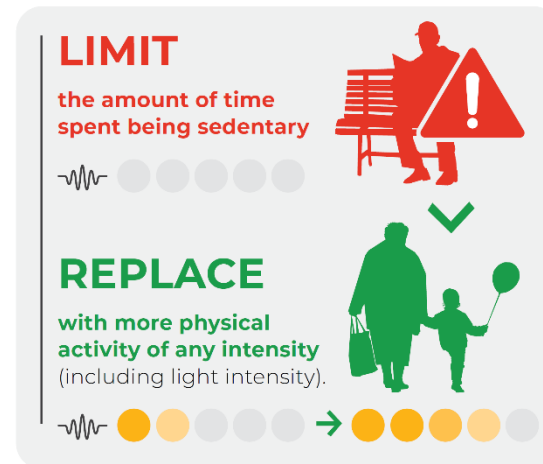 LIMIT
the amount of time
spent being sedentary
REPLACE
with more physical
activity of any intensity
(including light intensity).